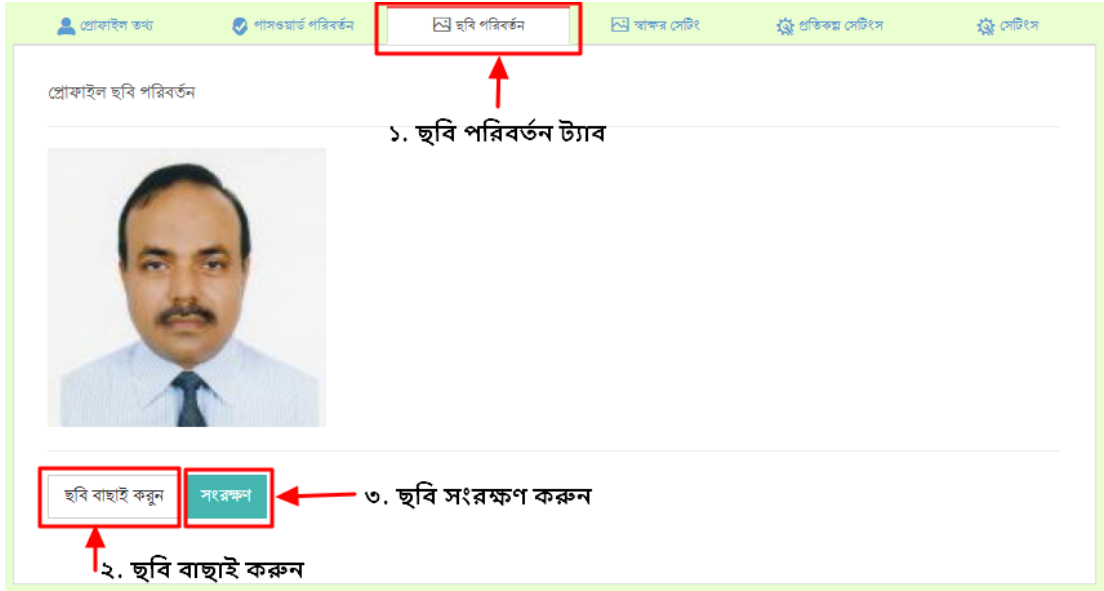 প্রোফাইল তথ্য পাসওয়ার্ড পরিবর্তন ছবি পরিবর্তন স্বাক্ষর সেটিং প্রতিকল্প সেটিংস সেটিংস
প্রোফাইল ছবি পরিবর্তন
১. ছবি পরিবর্তন ট্যাব
ছবি বাছাই করুন সংরক্ষণ ৩. ছবি সংরক্ষণ করুন
২. ছবি বাছাই করুন